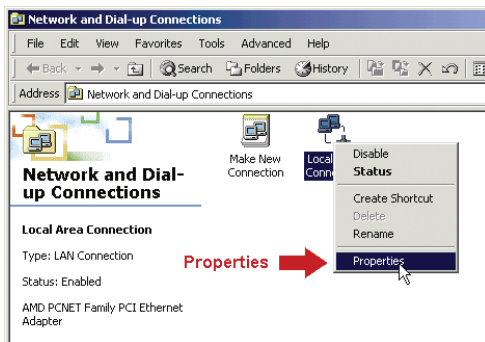 Network and Dial-up Connections
File Edit View Favorites Tools Advanced Help
Back Search Folders History
Address Network and Dial-up Connections
Network and Dial-
up Connections
Local Area Connection
Type: LAN Connection
Status: Enabled
AMD PCNET Family PCI Ethernet
Adapter
Make New
Connection
Local
Conne
Disable
Status
Create Shortcut
Delete
Rename
Properties
Properties